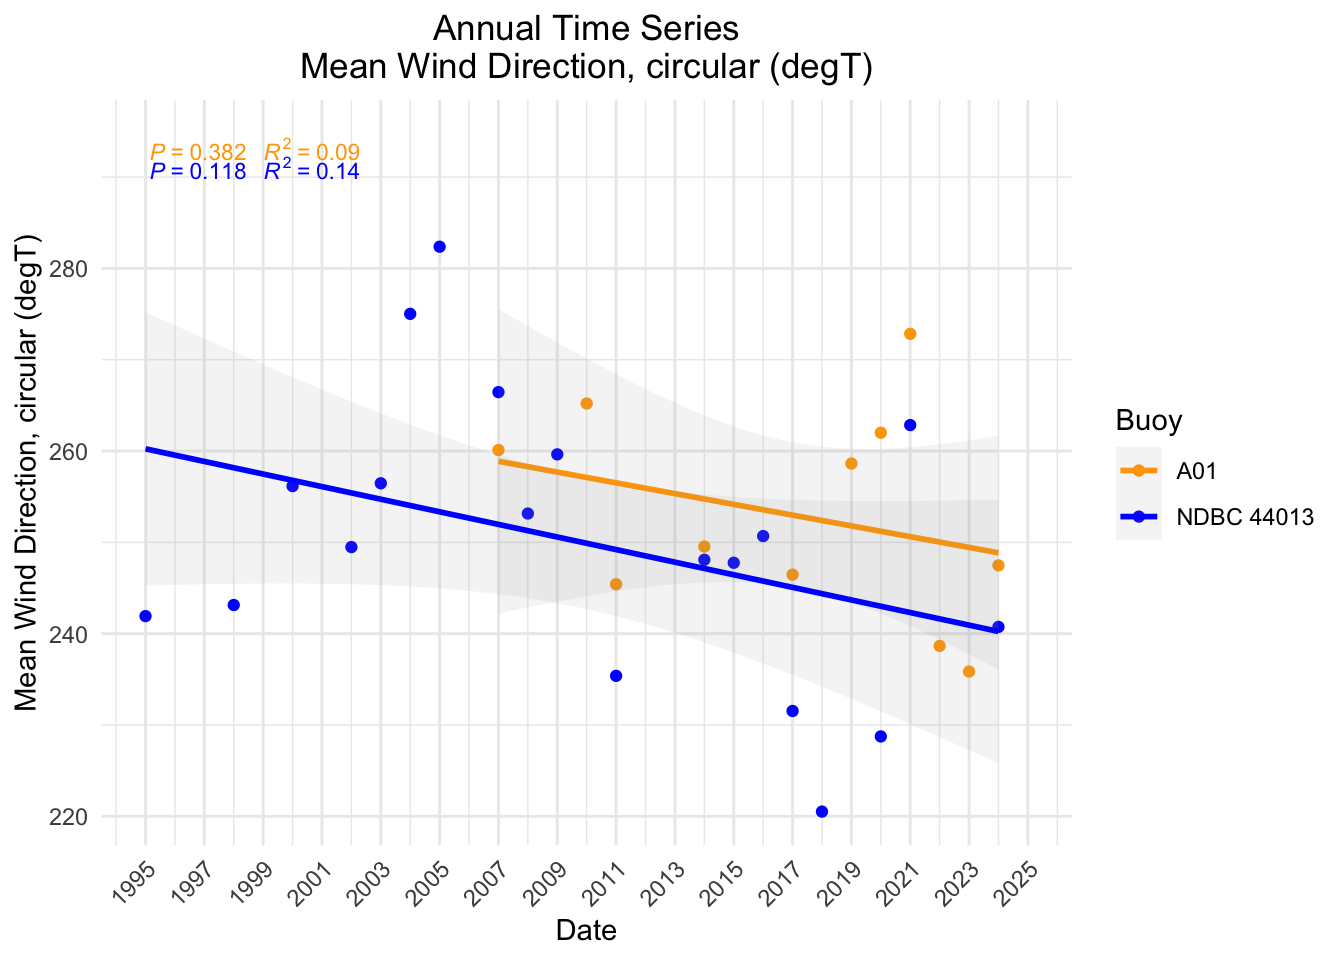 Annual Time Series
Mean Wind Direction, circular (degT)
P = 0.382 R² = 0.09
P = 0.118 R² = 0.14
Mean Wind Direction, circular (degT)
280
260
240
220
1995 1997 1999 2001 2003 2005 2007 2009 2011 2013 2015 2017 2019 2021 2023 2025
Date
Buoy
A01
NDBC 44013